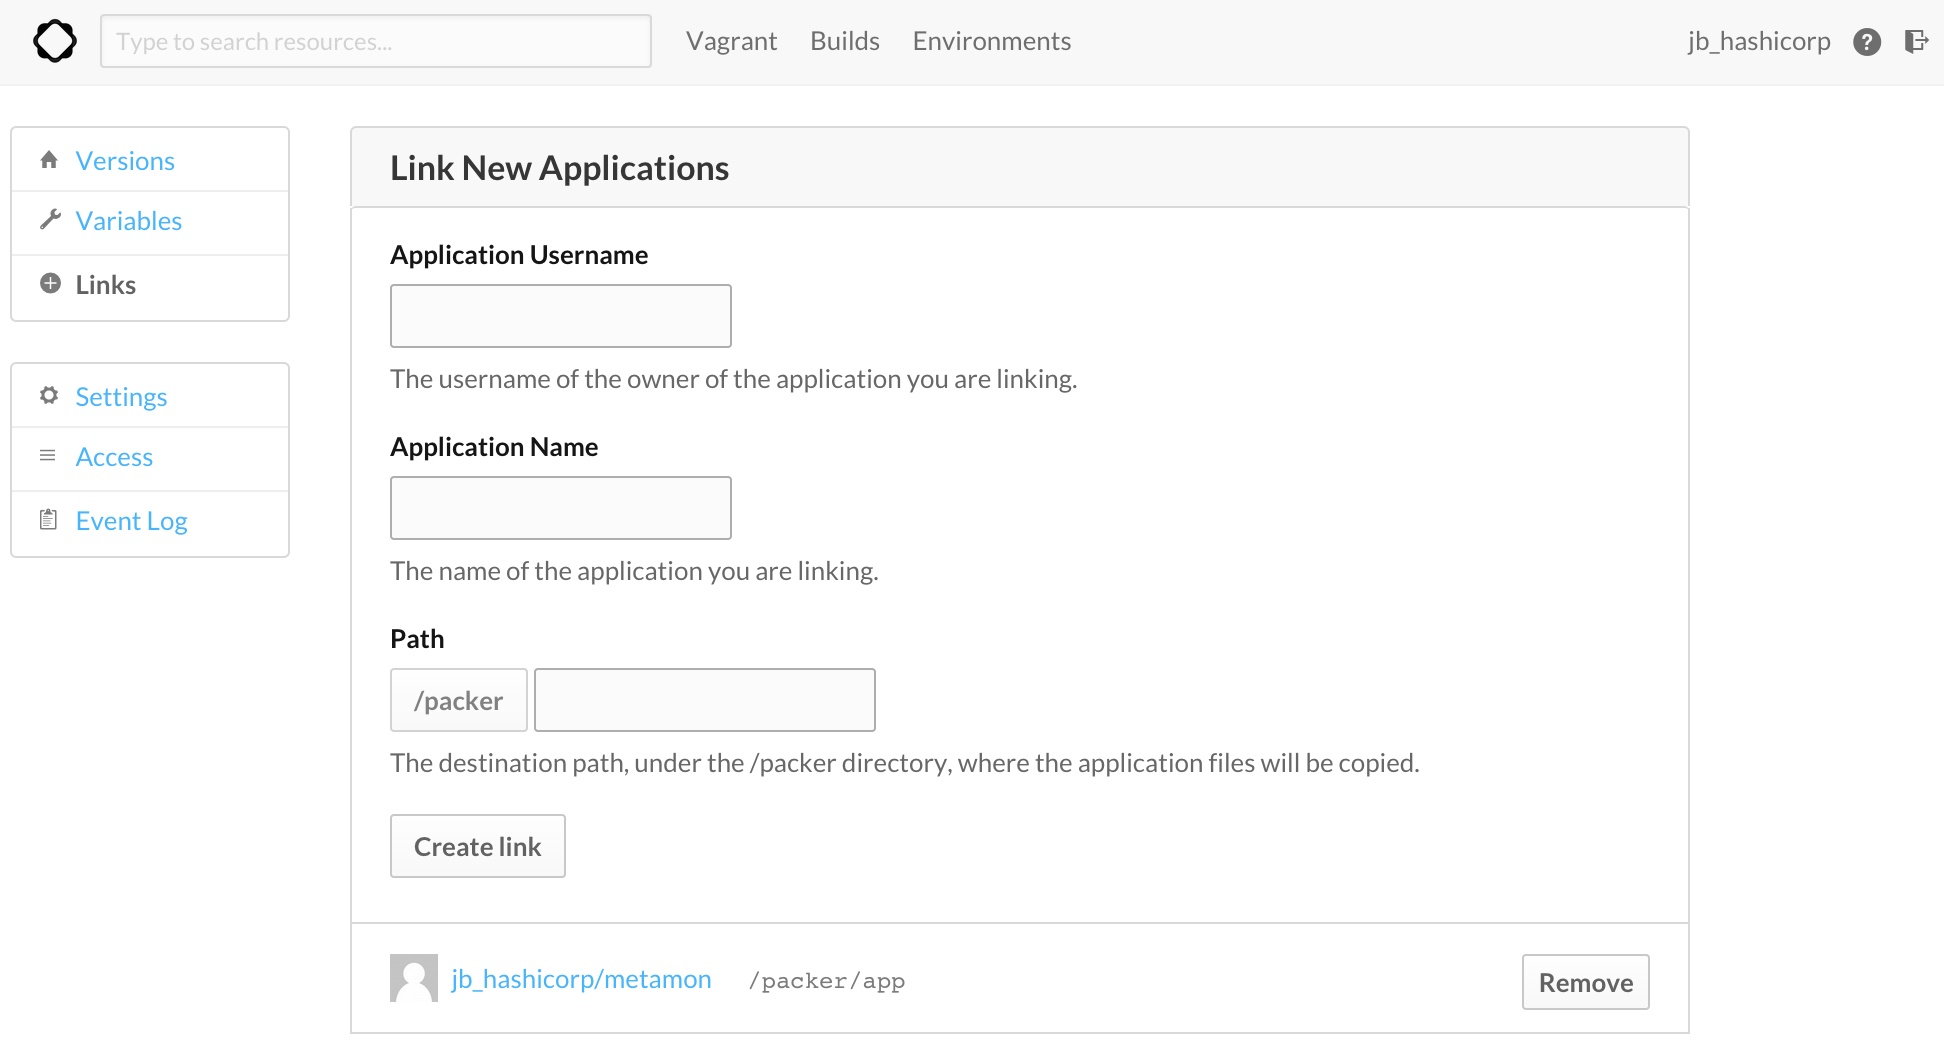 Type to search resources...
Vagrant Builds Environments
jb_hashicorp ?
Versions
Variables
Links
Settings
Access
Event Log
Link New Applications
Application Username
The username of the owner of the application you are linking.
Application Name
The name of the application you are linking.
Path
/packer
The destination path, under the /packer directory, where the application files will be copied.
Create link
jb_hashicorp/metamon /packer/app Remove